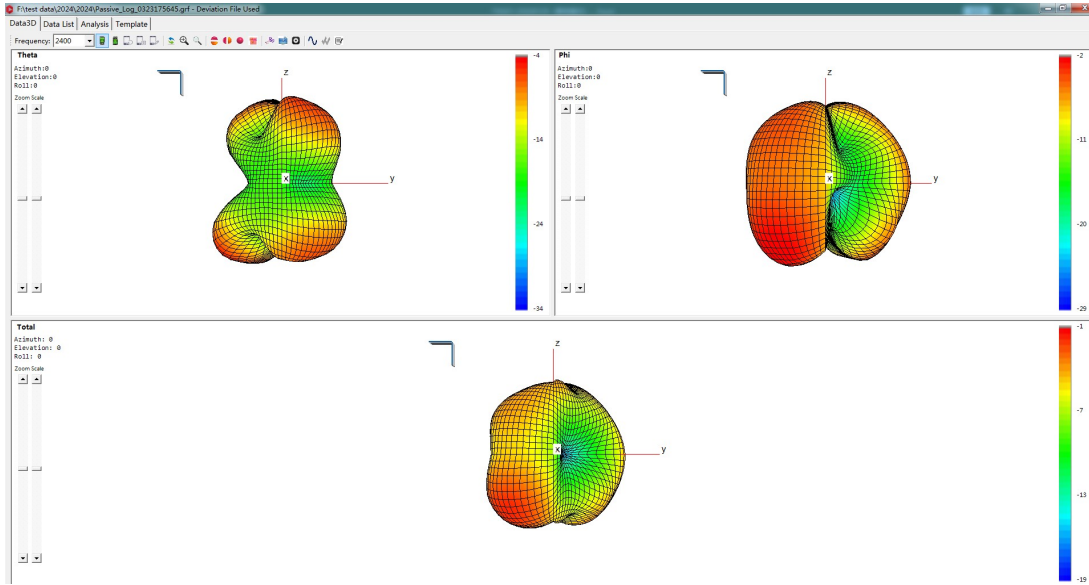 F:\test data\2024\2024\Passive_Log_0323175645.grf - Deviation File Used
Data3D Data List Analysis Template
Frequency: 2400
Theta
Azimuth:0
Elevation:0
Roll:0
Zoom Scale
z
x
y
-4
-14
-24
-34
Phi
Azimuth:0
Elevation:0
Roll:0
Zoom Scale
z
x
y
-2
-11
-20
-29
Total
Azimuth: 0
Elevation: 0
Roll: 0
Zoom Scale
z
x
y
-1
-7
-13
-19